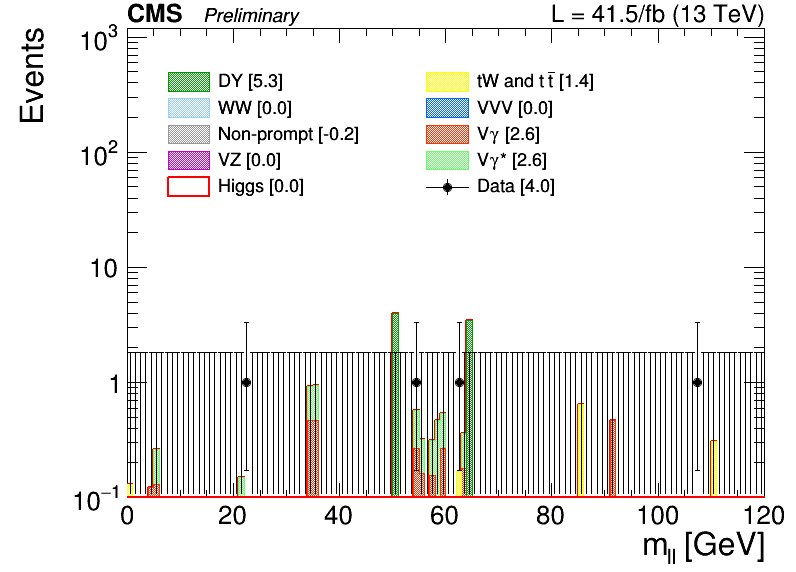 CMS Preliminary L = 41.5/fb (13 TeV)
Events
10³
10²
10
1
10⁻¹
DY [5.3]
WW [0.0]
Non-prompt [-0.2]
VZ [0.0]
Higgs [0.0]
tW and tt̅ [1.4]
VVV [0.0]
Vγ [2.6]
Vγ* [2.6]
Data [4.0]
0 20 40 60 80 100 120
m_ll [GeV]